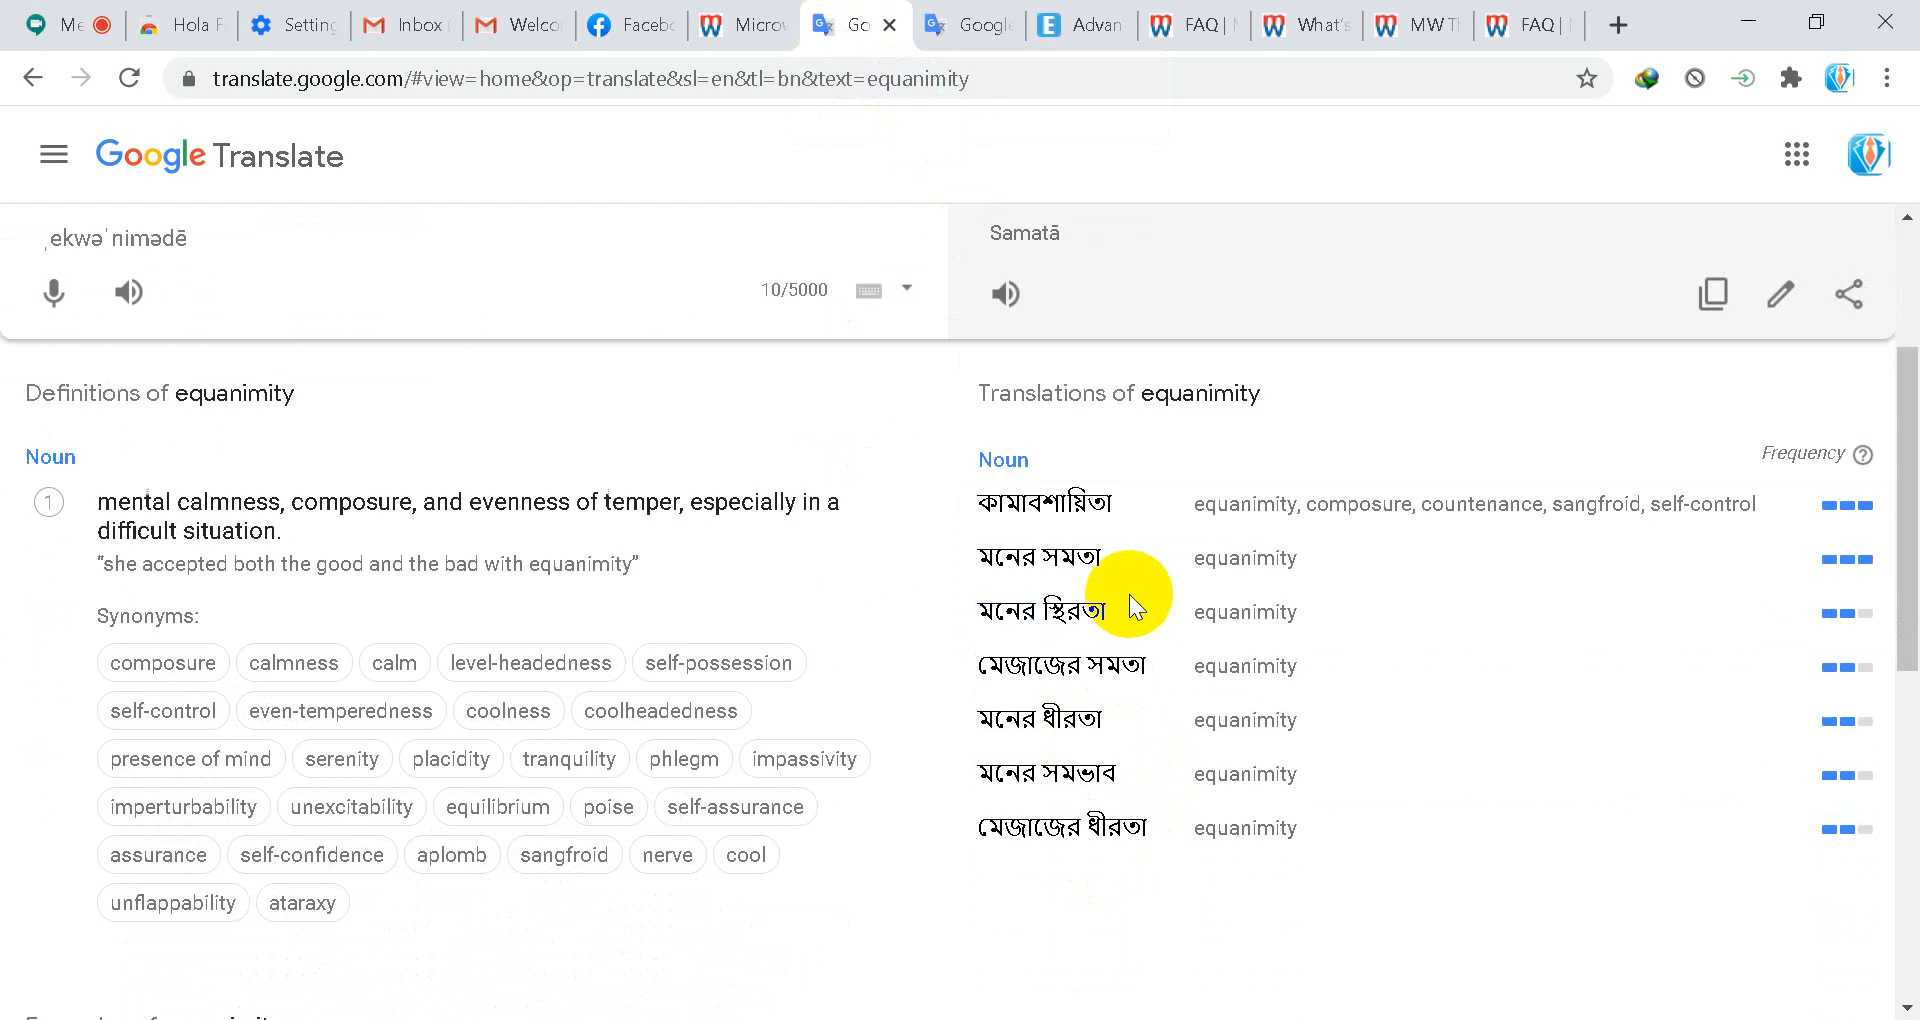 Me
Hola F
Setting
Inbox
Welco
Facebo
Micro
Go
Google
Advan
FAQ |
What's
MW T
FAQ |
translate.google.com/#view=home&op=translate&sl=en&tl=bn&text=equanimity
Google Translate
ˌekwəˈnimədē
Samatā
10/5000
Definitions of equanimity
Translations of equanimity
Noun
Noun
Frequency
1
mental calmness, composure, and evenness of temper, especially in a
difficult situation.
“she accepted both the good and the bad with equanimity”
Synonyms:
composure calmness calm level-headedness self-possession
self-control even-temperedness coolness coolheadedness
presence of mind serenity placidity tranquility phlegm impassivity
imperturbability unexcitability equilibrium poise self-assurance
assurance self-confidence aplomb sangfroid nerve cool
unflappability ataraxy
কামাবশায়িতা equanimity, composure, countenance, sangfroid, self-control
মনের সমতা equanimity
মনের স্থিরতা equanimity
মেজাজের সমতা equanimity
মনের ধীরতা equanimity
মনের সমভাব equanimity
মেজাজের ধীরতা equanimity